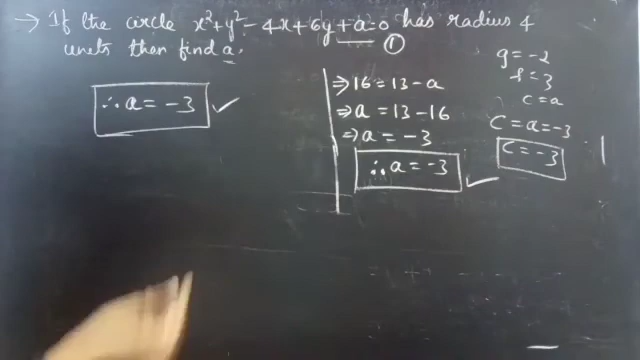 → If the circle x²+y²-4x+6y+a=0 has radius 4
units then find a. ①
∴ a = -3 ✓
⇒ 16 = 13 - a
⇒ a = 13 - 16
⇒ a = -3
∴ a = -3 ✓
g = -2
f = 3
c = a
C = a = -3
C = -3